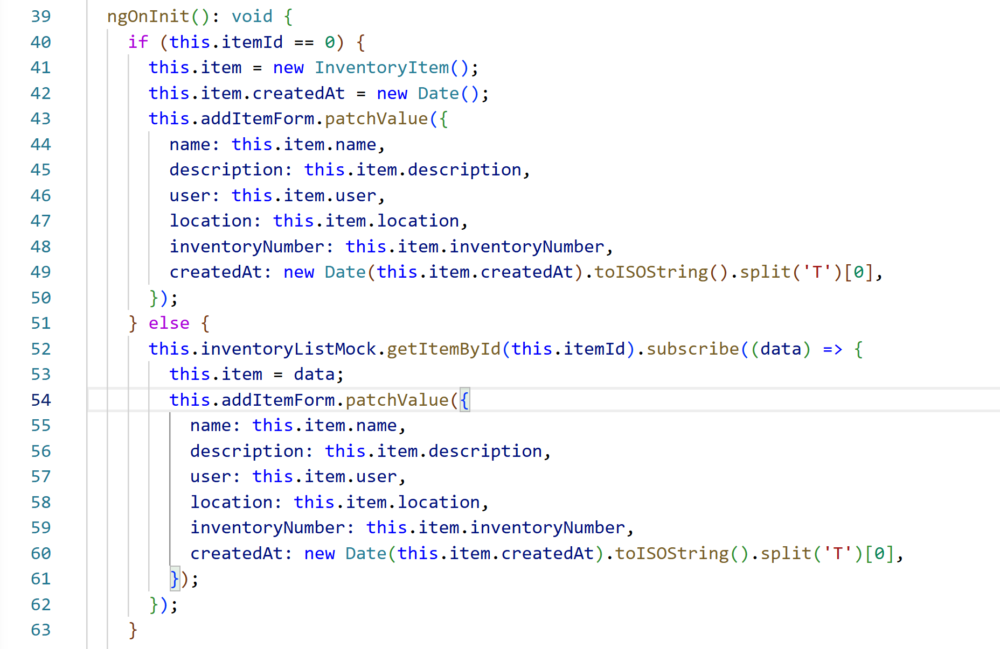 39 ngOnInit(): void {
40 if (this.itemId == 0) {
41 this.item = new InventoryItem();
42 this.item.createdAt = new Date();
43 this.addItemForm.patchValue({
44 name: this.item.name,
45 description: this.item.description,
46 user: this.item.user,
47 location: this.item.location,
48 inventoryNumber: this.item.inventoryNumber,
49 createdAt: new Date(this.item.createdAt).toISOString().split('T')[0],
50 });
51 } else {
52 this.inventoryListMock.getItemById(this.itemId).subscribe((data) => {
53 this.item = data;
54 this.addItemForm.patchValue({
55 name: this.item.name,
56 description: this.item.description,
57 user: this.item.user,
58 location: this.item.location,
59 inventoryNumber: this.item.inventoryNumber,
60 createdAt: new Date(this.item.createdAt).toISOString().split('T')[0],
61 });
62 });
63 }